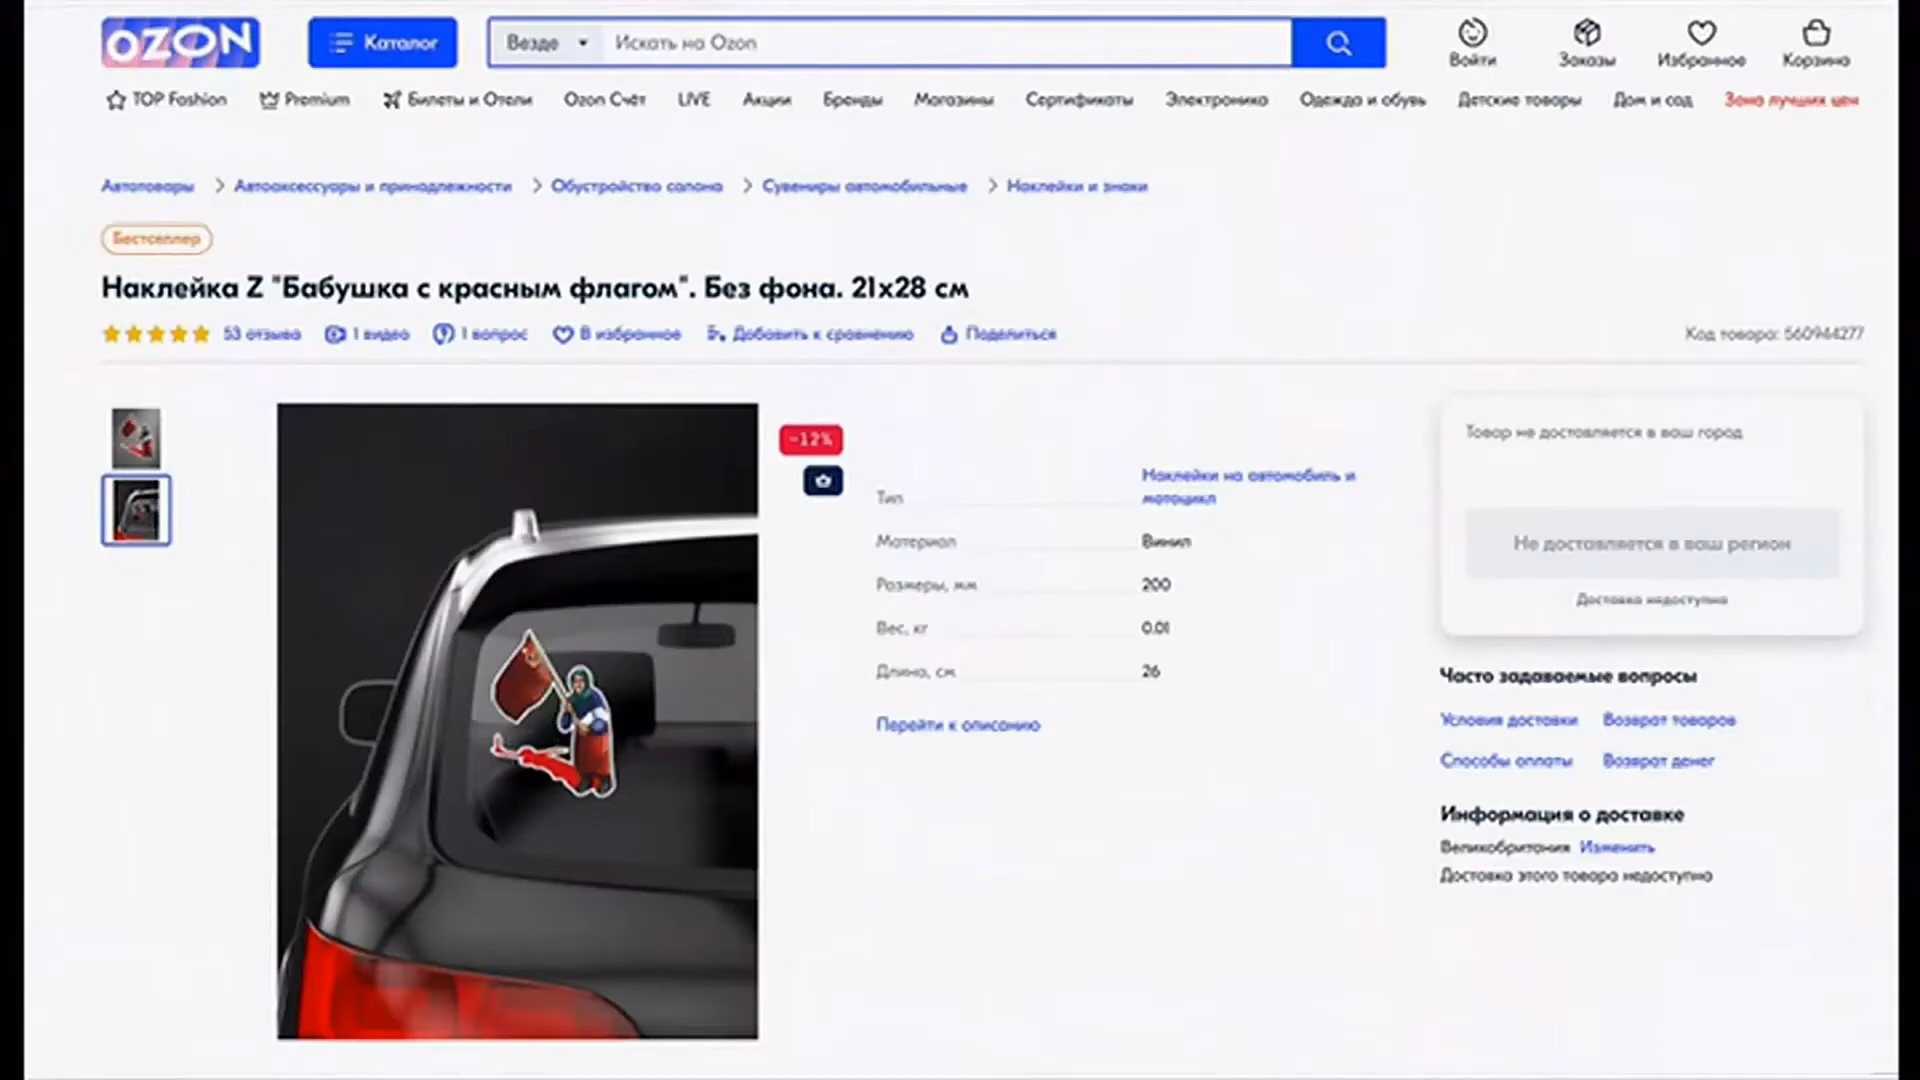 OZON
Каталог
Везде
Искать на Ozon
Войти
Заказы
Избранное
Корзина
TOP Fashion
Premium
Билеты и Отели
Ozon Счёт
LIVE
Акции
Бренды
Магазины
Сертификаты
Электроника
Одежда и обувь
Детские товары
Дом и сад
Зона лучших цен
Автотовары
Автоаксессуары и принадлежности
Обустройство салона
Сувениры автомобильные
Наклейки и знаки
Бестселлер
Наклейка Z "Бабушка с красным флагом". Без фона. 21x28 см
53 отзыва
1 видео
1 вопрос
В избранное
Добавить к сравнению
Поделиться
Код товара: 560944277
-12%
Тип
Наклейки на автомобиль и
мотоцикл
Материал
Винил
Размеры, мм
200
Вес, кг
0.01
Длина, см
26
Перейти к описанию
Товар не доставляется в ваш город
Не доставляется в ваш регион
Доставка недоступна
Часто задаваемые вопросы
Условия доставки
Возврат товаров
Способы оплаты
Возврат денег
Информация о доставке
Великобритания Изменить
Доставка этого товара недоступна